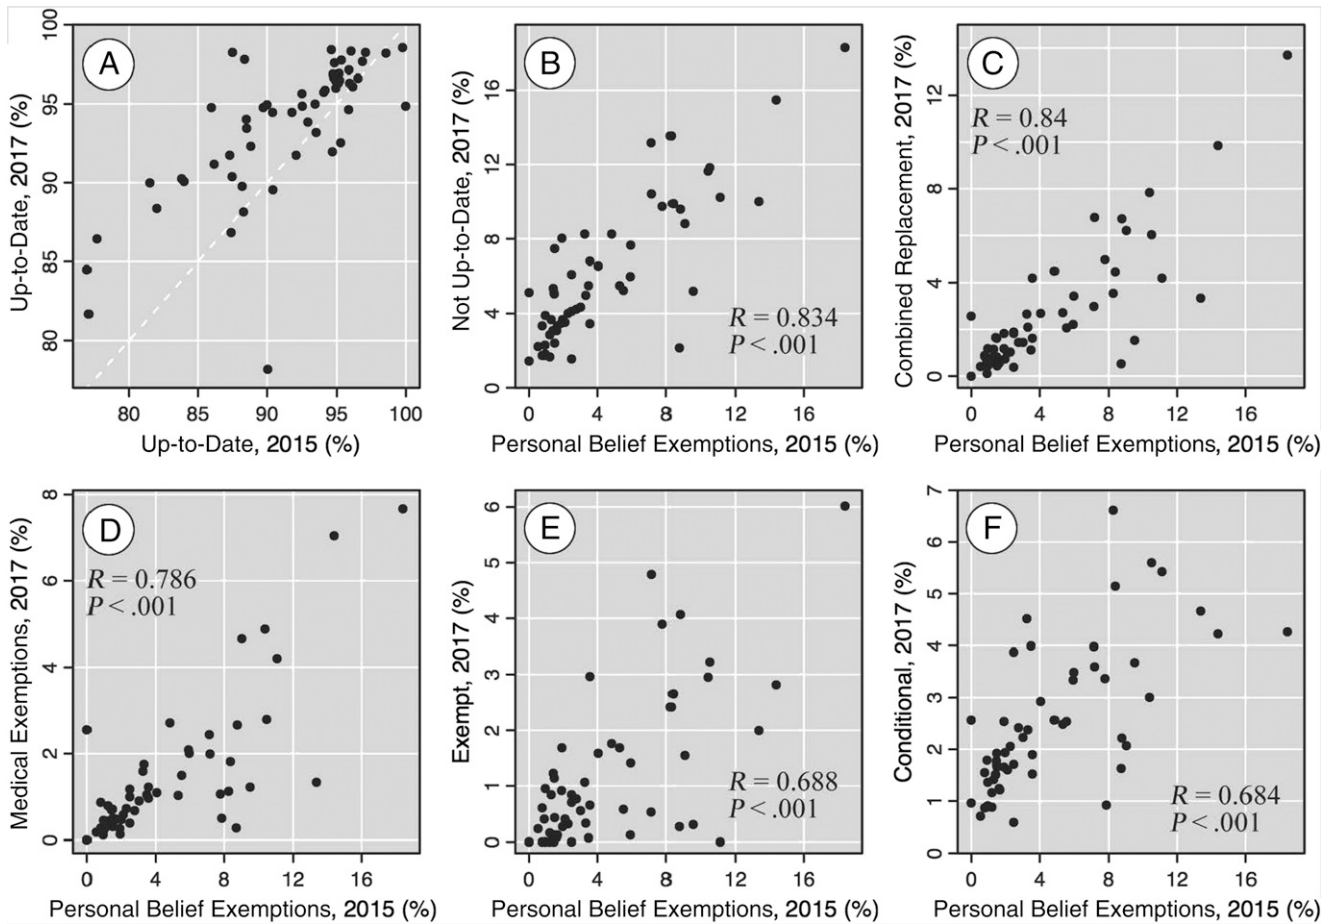 A
Up-to-Date, 2017 (%)
100
95
90
85
80
80 85 90 95 100
Up-to-Date, 2015 (%)
B
Not Up-to-Date, 2017 (%)
16
12
8
4
0
R = 0.834
P < .001
0 4 8 12 16
Personal Belief Exemptions, 2015 (%)
C
Combined Replacement, 2017 (%)
12
8
4
0
R = 0.84
P < .001
0 4 8 12 16
Personal Belief Exemptions, 2015 (%)
D
Medical Exemptions, 2017 (%)
8
6
4
2
0
R = 0.786
P < .001
0 4 8 12 16
Personal Belief Exemptions, 2015 (%)
E
Exempt, 2017 (%)
6
5
4
3
2
1
0
R = 0.688
P < .001
0 4 8 12 16
Personal Belief Exemptions, 2015 (%)
F
Conditional, 2017 (%)
7
6
5
4
3
2
1
0
R = 0.684
P < .001
0 4 8 12 16
Personal Belief Exemptions, 2015 (%)